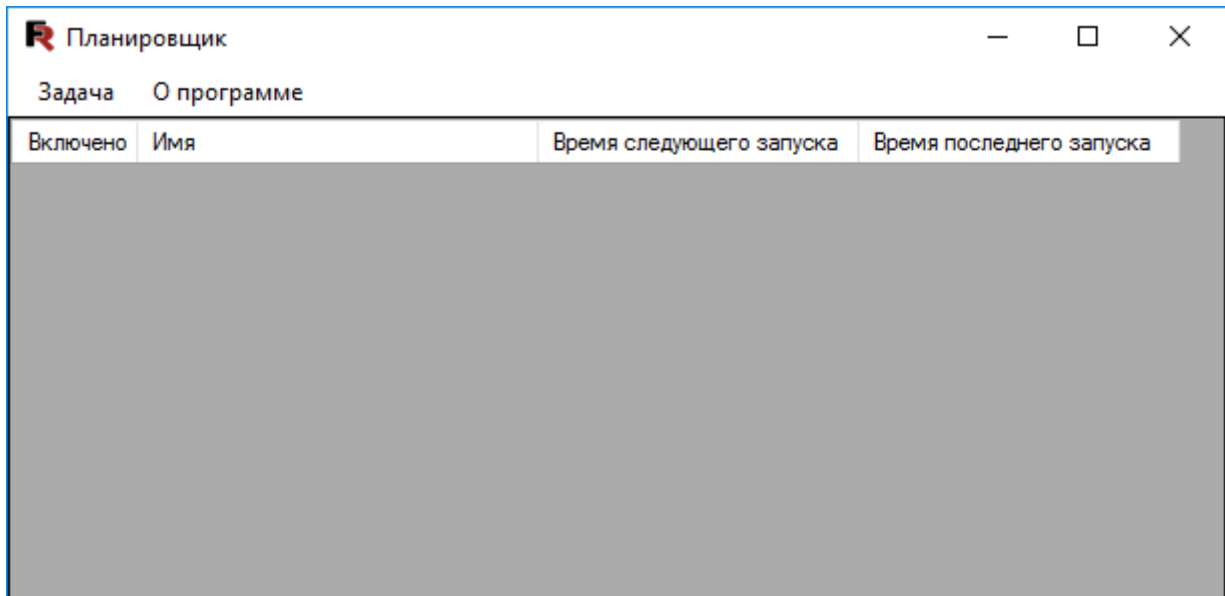 Планировщик
Задача О программе
Включено Имя Время следующего запуска Время последнего запуска